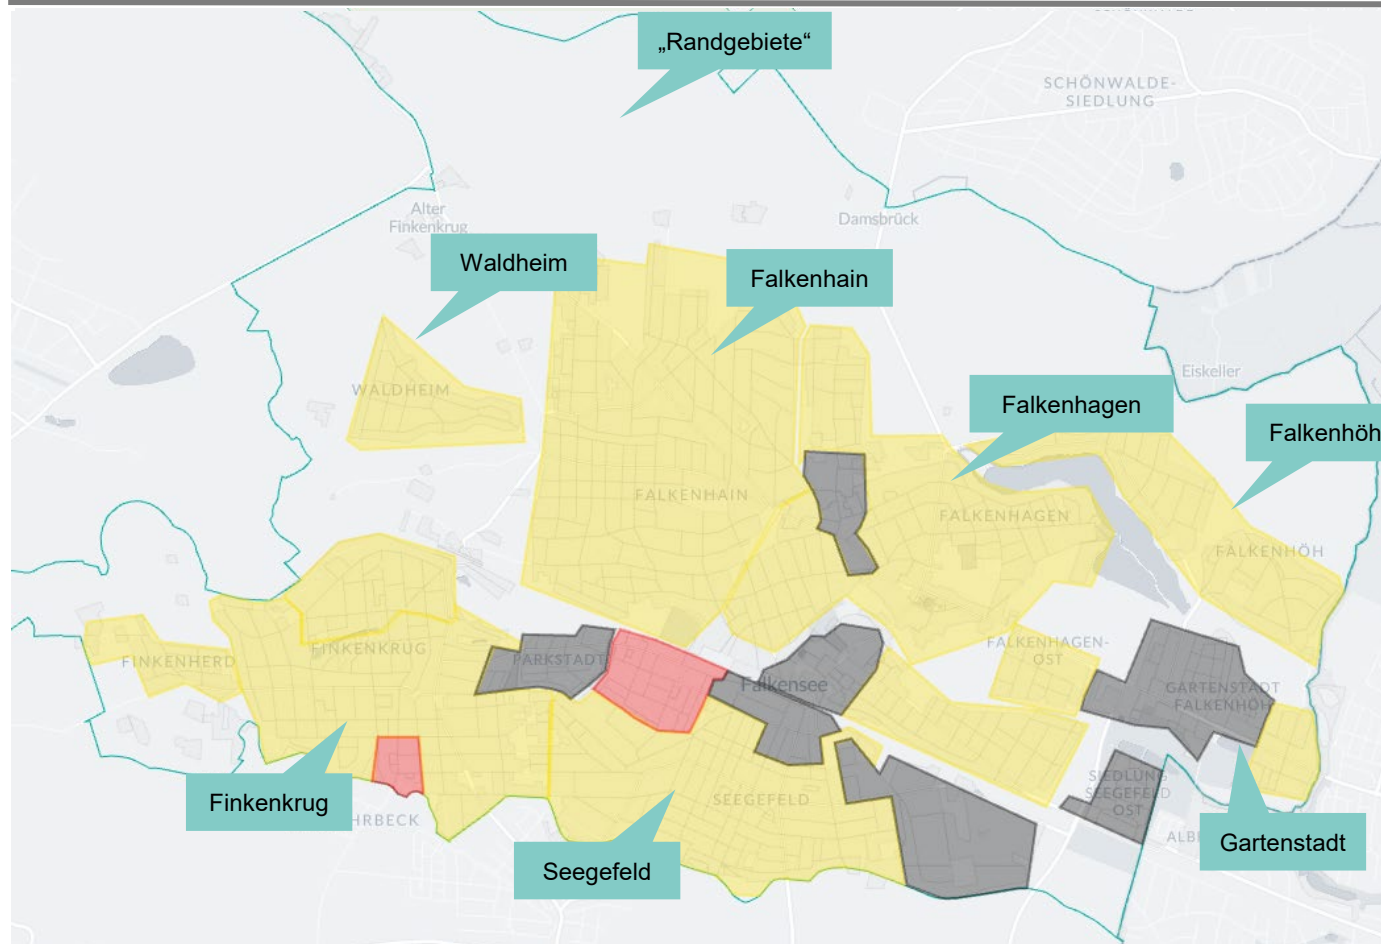 „Randgebiete“
SCHÖNWALDE-
SIEDLUNG
Alter
Finkenkrug
Damsbrück
Waldheim
Falkenhain
Eiskeller
WALDHEIM
Falkenhagen
Falkenhöh
FALKENHAIN
FALKENHAGEN
FALKENHÖH
FINKENHERD
FINKENKRUG
PARKSTADT
FALKENHAGEN-
OST
Falkensee
GARTENSTADT
FALKENHÖH
SIEDLUNG
SEEGEFELD
OST
Finkenkrug
SEEGEFELD
HRBECK
ALB
Gartenstadt
Seegefeld